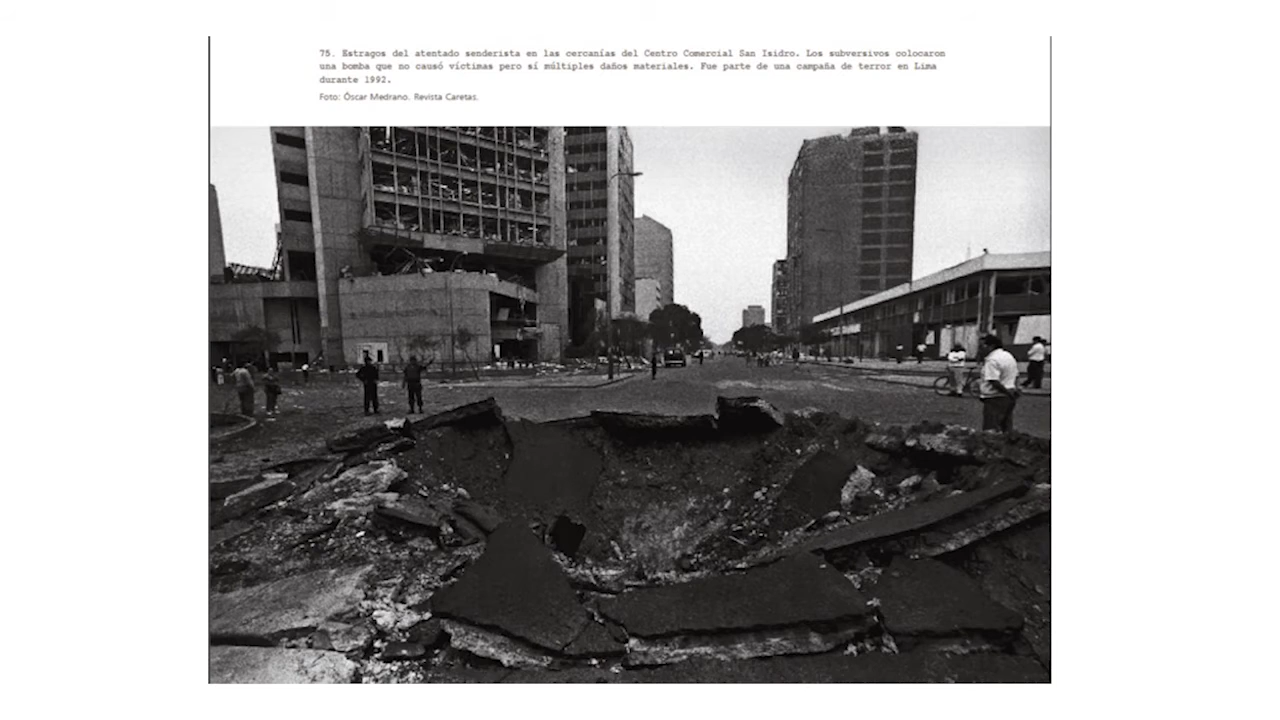 75. Estragos del atentado senderista en las cercanías del Centro Comercial San Isidro. Los subversivos colocaron
una bomba que no causó víctimas pero sí múltiples daños materiales. Fue parte de una campaña de terror en Lima
durante 1992.
Foto: Óscar Medrano. Revista Caretas.